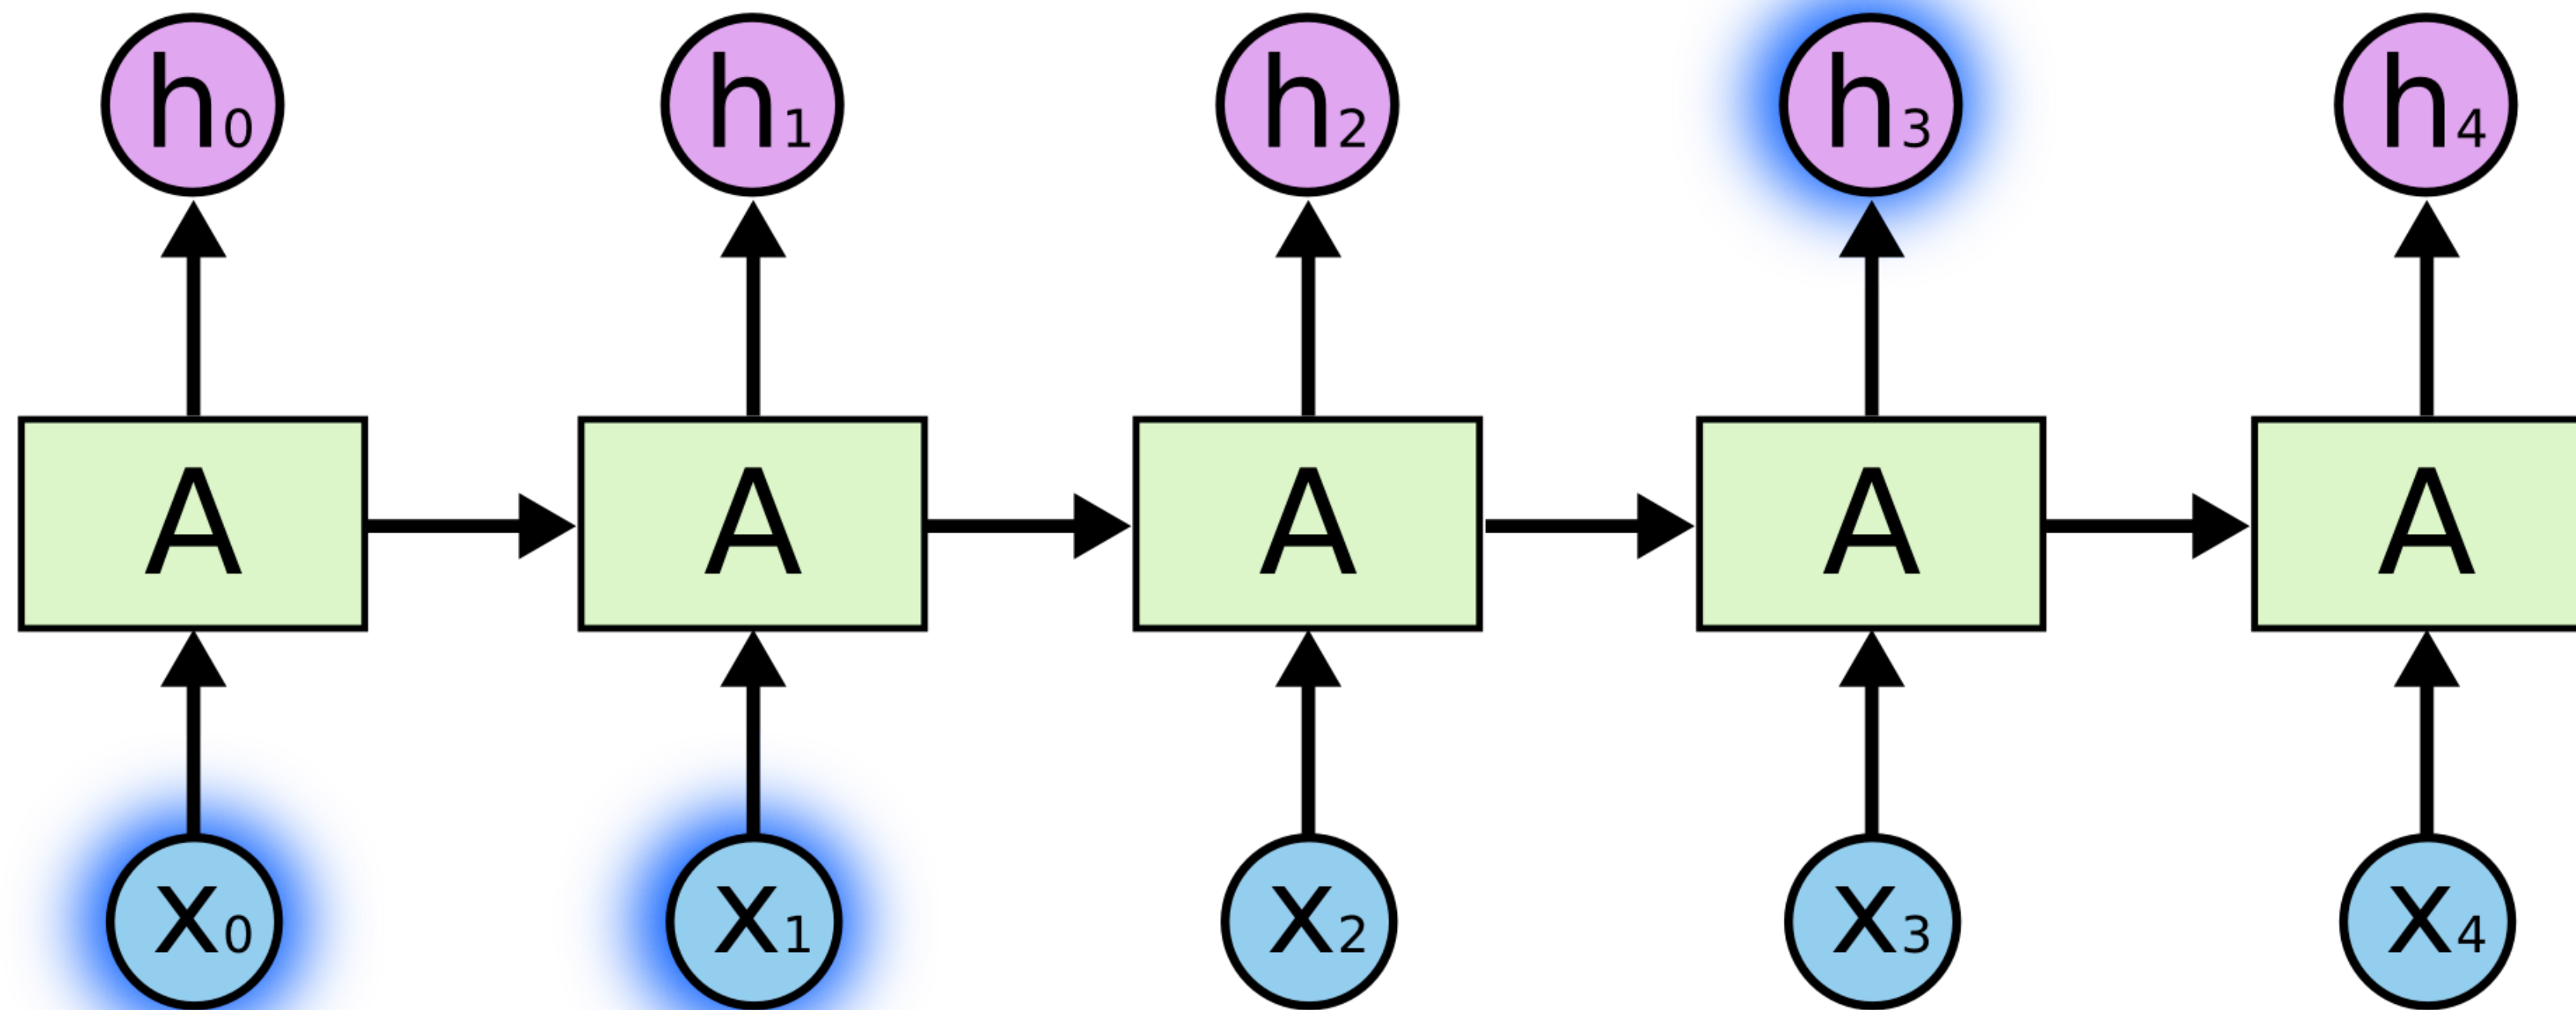 h₀ h₁ h₂ h₃ h₄
A A A A A
x₀ x₁ x₂ x₃ x₄